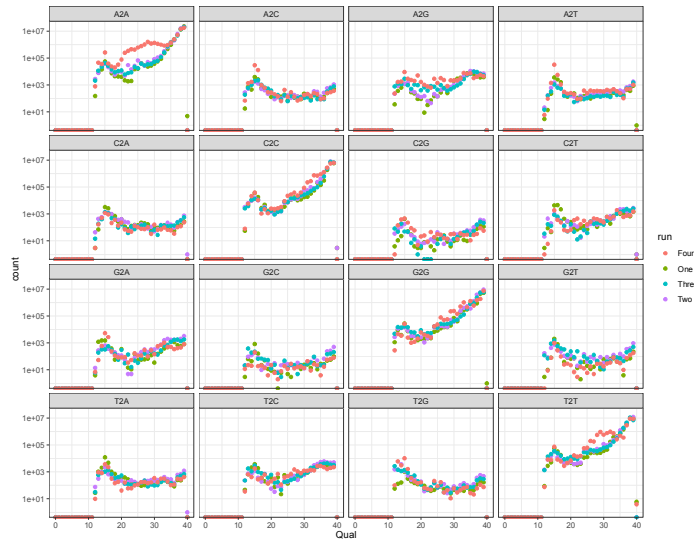 A2A A2C A2G A2T
1e+07
1e+05
1e+03
1e+01
C2A C2C C2G C2T
1e+07
1e+05
1e+03
1e+01
G2A G2C G2G G2T
1e+07
1e+05
1e+03
1e+01
T2A T2C T2G T2T
1e+07
1e+05
1e+03
1e+01
0 10 20 30 40 0 10 20 30 40 0 10 20 30 40 0 10 20 30 40
Qual
count
run
Four
One
Three
Two